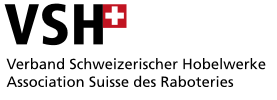 VSH
Verband Schweizerischer Hobelwerke
Association Suisse des Raboteries